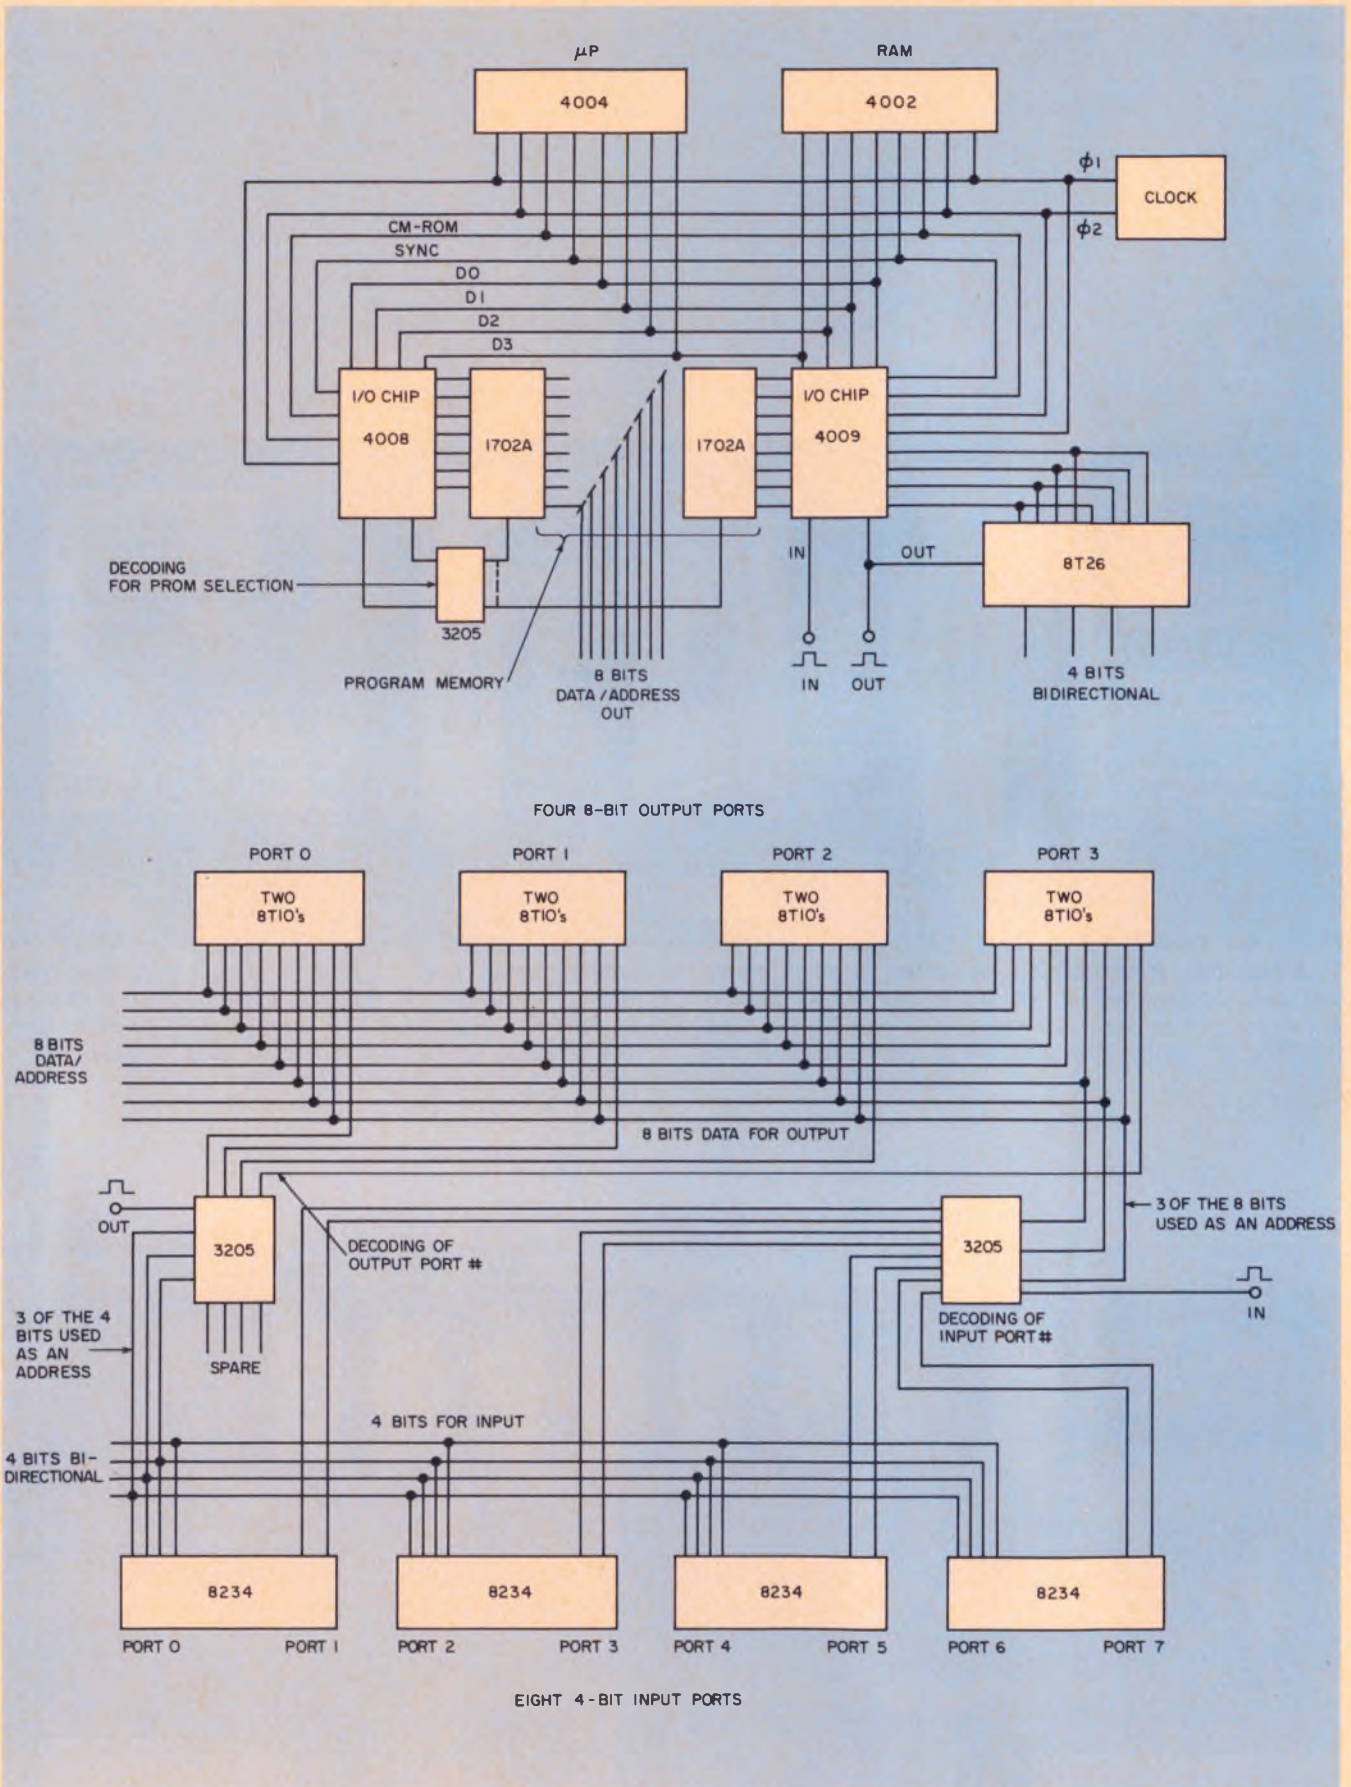 μP
RAM
4004
4002
φ1
CLOCK
φ2
CM-ROM
SYNC
D0
D1
D2
D3
I/O CHIP
4008
1702A
1702A
I/O CHIP
4009
DECODING
FOR PROM SELECTION
3205
PROGRAM MEMORY
8 BITS
DATA/ADDRESS
OUT
IN
OUT
IN
OUT
8T26
4 BITS
BIDIRECTIONAL
FOUR 8-BIT OUTPUT PORTS
PORT 0
PORT 1
PORT 2
PORT 3
TWO
8T10's
TWO
8T10's
TWO
8T10's
TWO
8T10's
8 BITS
DATA/
ADDRESS
8 BITS DATA FOR OUTPUT
OUT
3205
DECODING OF
OUTPUT PORT #
3205
3 OF THE 8 BITS
USED AS AN ADDRESS
IN
DECODING OF
INPUT PORT #
3 OF THE 4
BITS USED
AS AN
ADDRESS
SPARE
4 BITS FOR INPUT
4 BITS BI-
DIRECTIONAL
8234
8234
8234
8234
PORT 0
PORT 1
PORT 2
PORT 3
PORT 4
PORT 5
PORT 6
PORT 7
EIGHT 4-BIT INPUT PORTS